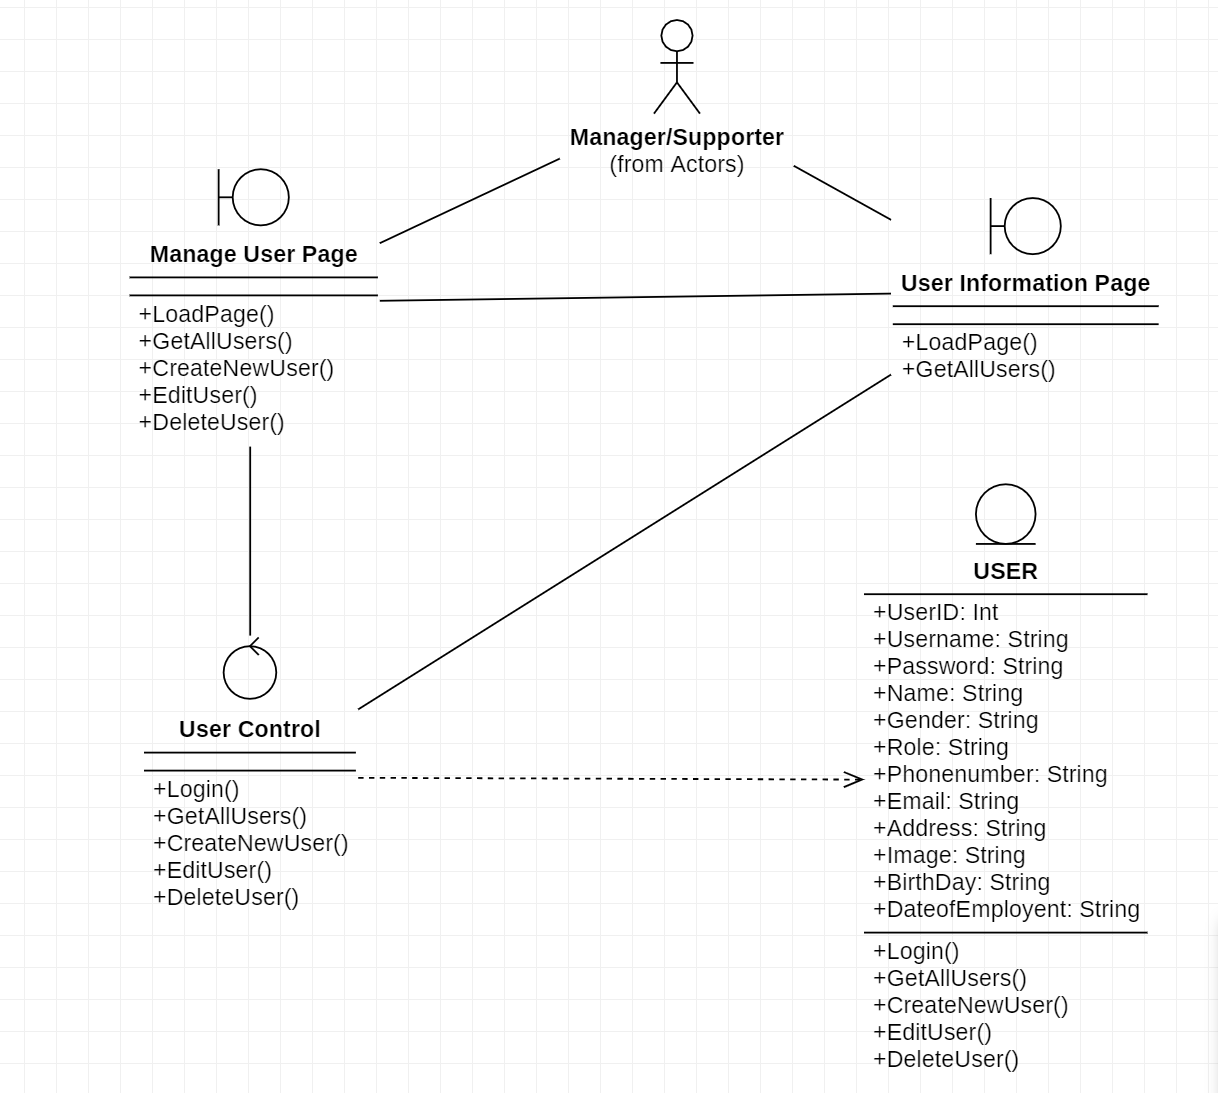 Manager/Supporter
(from Actors)
Manage User Page
+LoadPage()
+GetAllUsers()
+CreateNewUser()
+EditUser()
+DeleteUser()
User Information Page
+LoadPage()
+GetAllUsers()
User Control
+Login()
+GetAllUsers()
+CreateNewUser()
+EditUser()
+DeleteUser()
USER
+UserID: Int
+Username: String
+Password: String
+Name: String
+Gender: String
+Role: String
+Phonenumber: String
+Email: String
+Address: String
+Image: String
+BirthDay: String
+DateofEmployent: String
+Login()
+GetAllUsers()
+CreateNewUser()
+EditUser()
+DeleteUser()